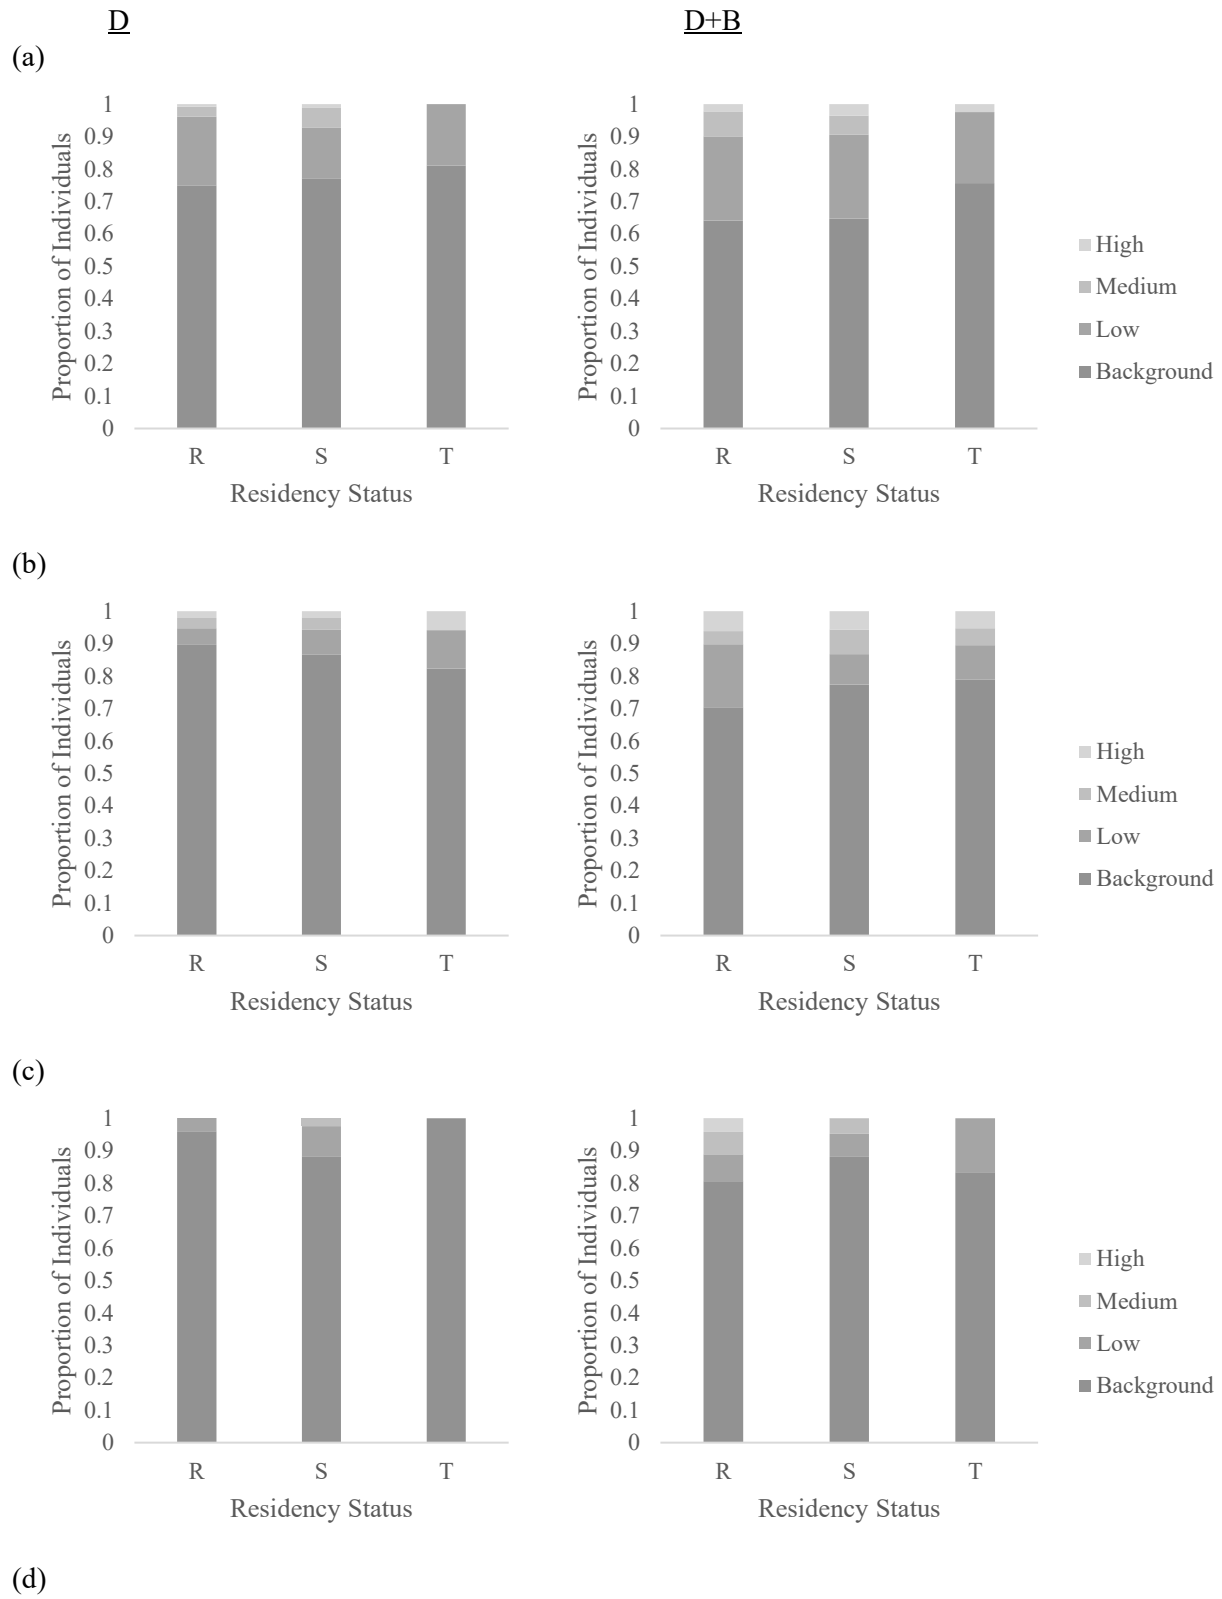 D D+B
(a)
Proportion of Individuals
1
0.9
0.8
0.7
0.6
0.5
0.4
0.3
0.2
0.1
0
R S T
Residency Status
Proportion of Individuals
1
0.9
0.8
0.7
0.6
0.5
0.4
0.3
0.2
0.1
0
R S T
Residency Status
High
Medium
Low
Background
(b)
Proportion of Individuals
1
0.9
0.8
0.7
0.6
0.5
0.4
0.3
0.2
0.1
0
R S T
Residency Status
Proportion of Individuals
1
0.9
0.8
0.7
0.6
0.5
0.4
0.3
0.2
0.1
0
R S T
Residency Status
High
Medium
Low
Background
(c)
Proportion of Individuals
1
0.9
0.8
0.7
0.6
0.5
0.4
0.3
0.2
0.1
0
R S T
Residency Status
Proportion of Individuals
1
0.9
0.8
0.7
0.6
0.5
0.4
0.3
0.2
0.1
0
R S T
Residency Status
High
Medium
Low
Background
(d)